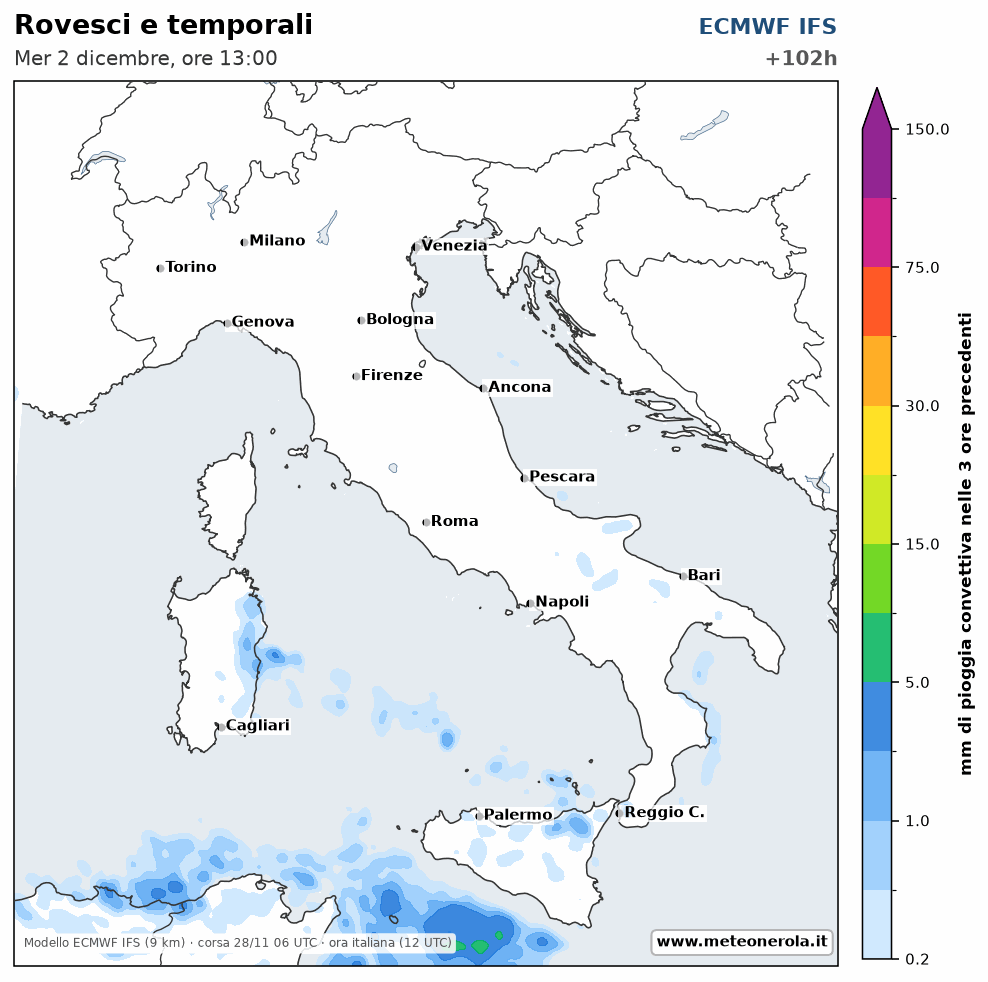 Rovesci e temporali
ECMWF IFS
Mer 2 dicembre, ore 13:00
+102h
150.0
75.0
30.0
15.0
5.0
1.0
0.2
mm di pioggia convettiva nelle 3 ore precedenti
Milano
Venezia
Torino
Genova
Bologna
Firenze
Ancona
Pescara
Roma
Bari
Napoli
Cagliari
Palermo
Reggio C.
Modello ECMWF IFS (9 km) · corsa 28/11 06 UTC · ora italiana (12 UTC)
www.meteonerola.it